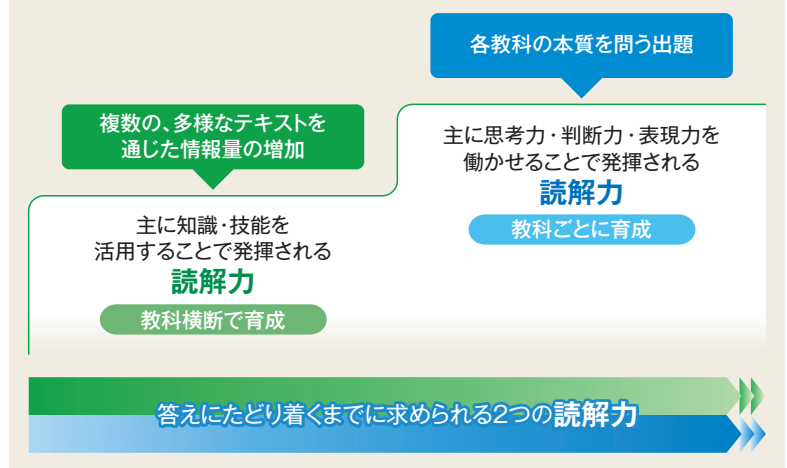 各教科の本質を問う出題
複数の、多様なテキストを
通じた情報量の増加
主に思考力・判断力・表現力を
働かせることで発揮される
読解力
教科ごとに育成
主に知識・技能を
活用することで発揮される
読解力
教科横断で育成
答えにたどり着くまでに求められる2つの読解力